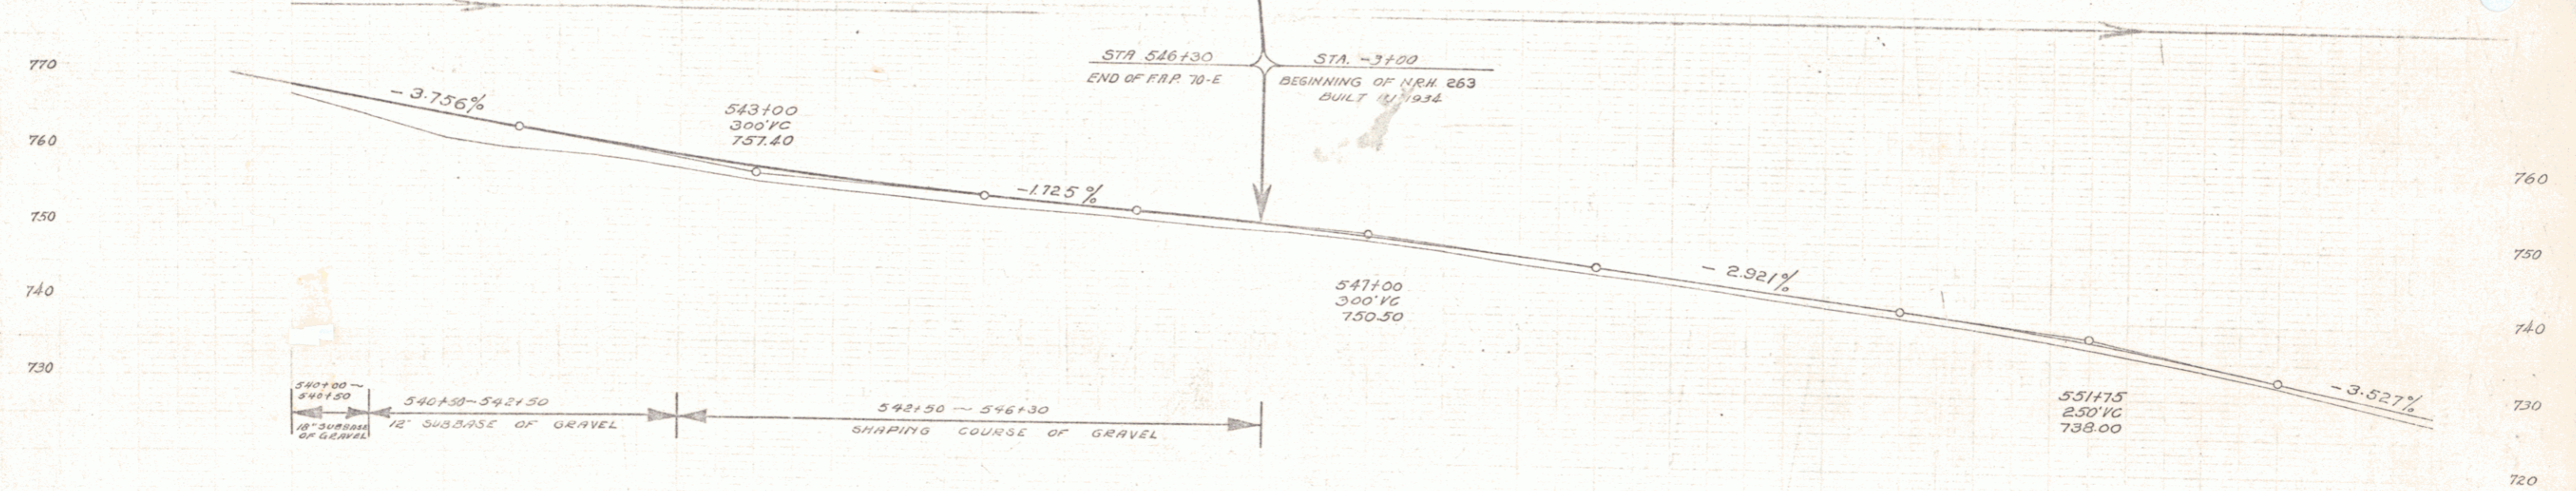 STA 546+30
END OF F.A.P. 70-E
STA. -3+00
BEGINNING OF N.R.H. 263
BUILT IN 1934
770
760
750
740
730
- 3.756%
543+00
300' VC
757.40
-1.725%
547+00
300' VC
750.50
- 2.921%
551+75
250' VC
738.00
-3.527%
760
750
740
730
720
540+00 ~
540+50
18" SUBBASE
OF GRAVEL
540+50~542+50
12" SUBBASE OF GRAVEL
542+50 ~ 546+30
SHAPING COURSE OF GRAVEL